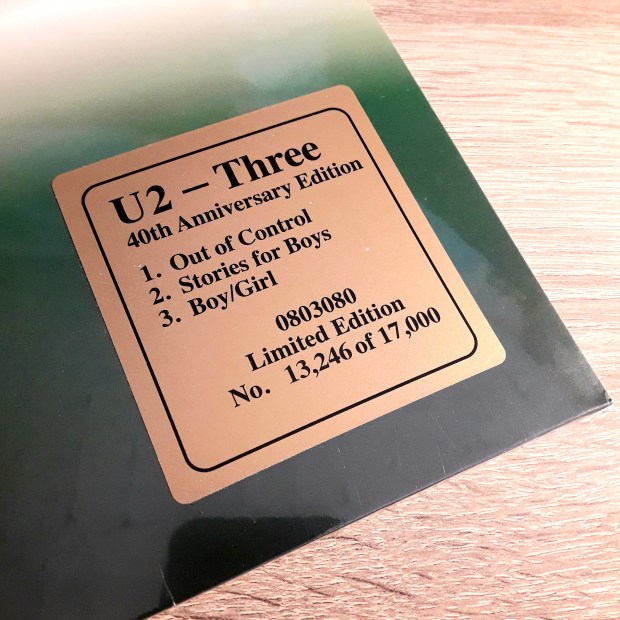 U2 – Three
40th Anniversary Edition
1. Out of Control
2. Stories for Boys
3. Boy/Girl
0803080
Limited Edition
No. 13,246 of 17,000